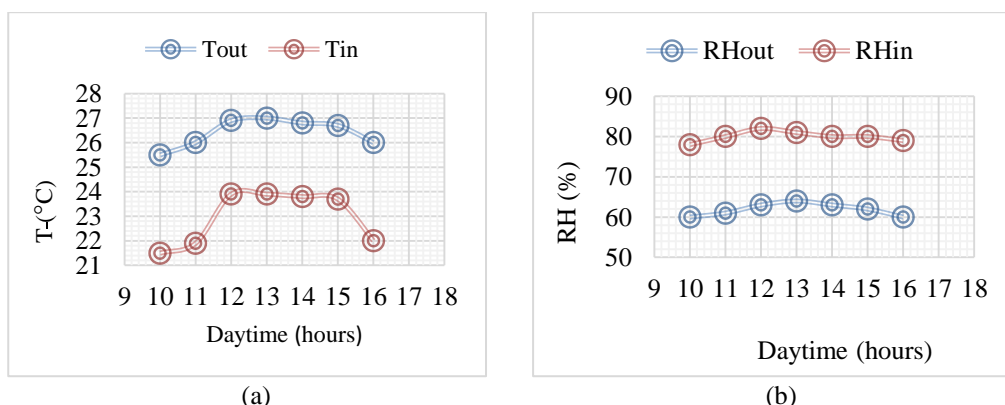 Tout Tin
T-(°C)
28
27
26
25
24
23
22
21
9 10 11 12 13 14 15 16 17 18
Daytime (hours)
(a)
RHout RHin
RH (%)
90
80
70
60
50
9 10 11 12 13 14 15 16 17 18
Daytime (hours)
(b)